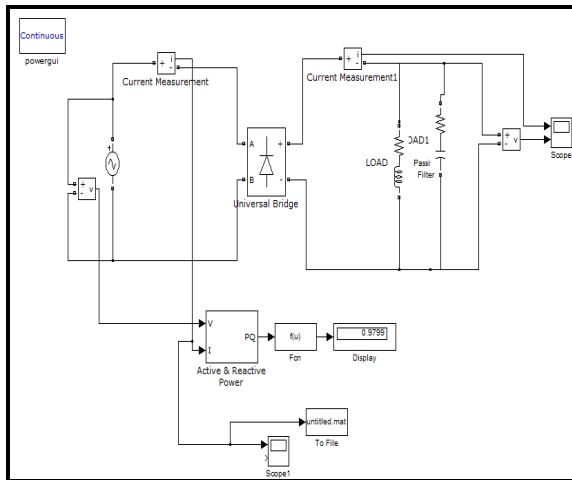 Continuous
powergui
+ i
-
Current Measurement
+ i
-
Current Measurement1
+
- v
+
A +
B -
Universal Bridge
LOAD
OAD1
Passi
Filter
+
- v
Scope
V
I
PQ
Active & Reactive
Power
f(u)
Fcn
0.9799
Display
untitled.mat
To File
Scope1